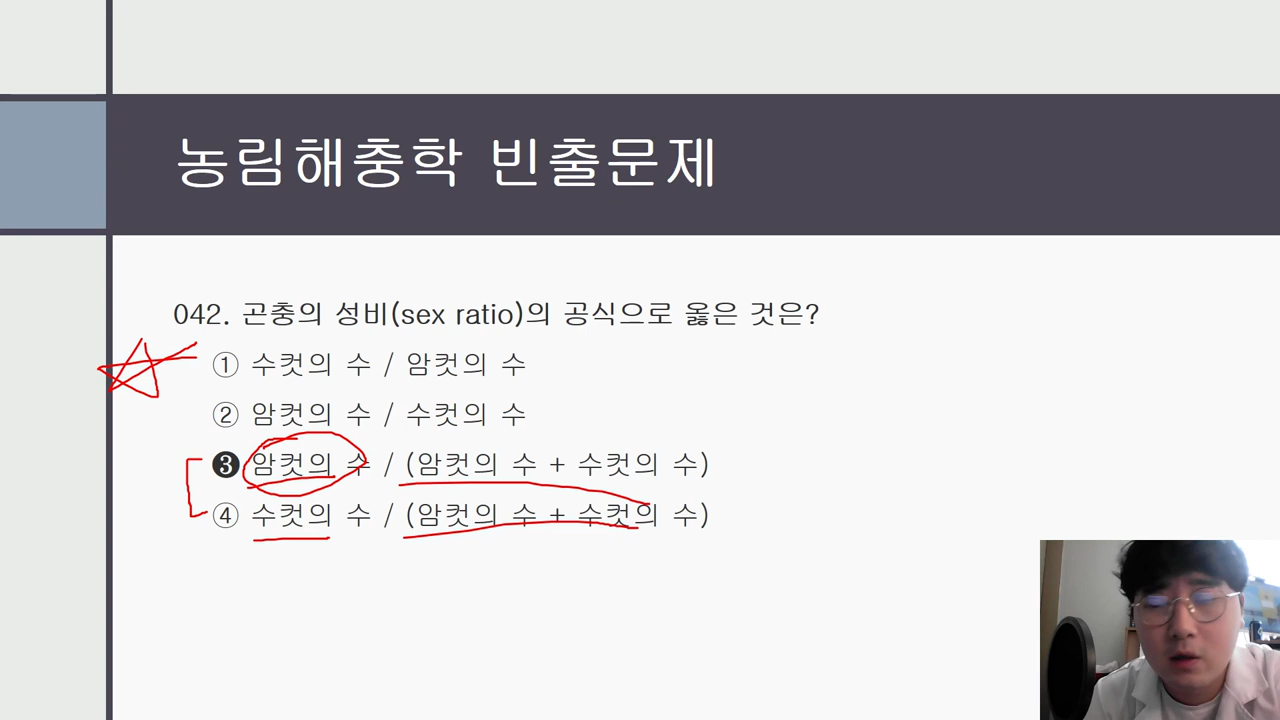 농림해충학 빈출문제
042. 곤충의 성비(sex ratio)의 공식으로 옳은 것은?
① 수컷의 수 / 암컷의 수
② 암컷의 수 / 수컷의 수
❸ 암컷의 수 / (암컷의 수 + 수컷의 수)
④ 수컷의 수 / (암컷의 수 + 수컷의 수)